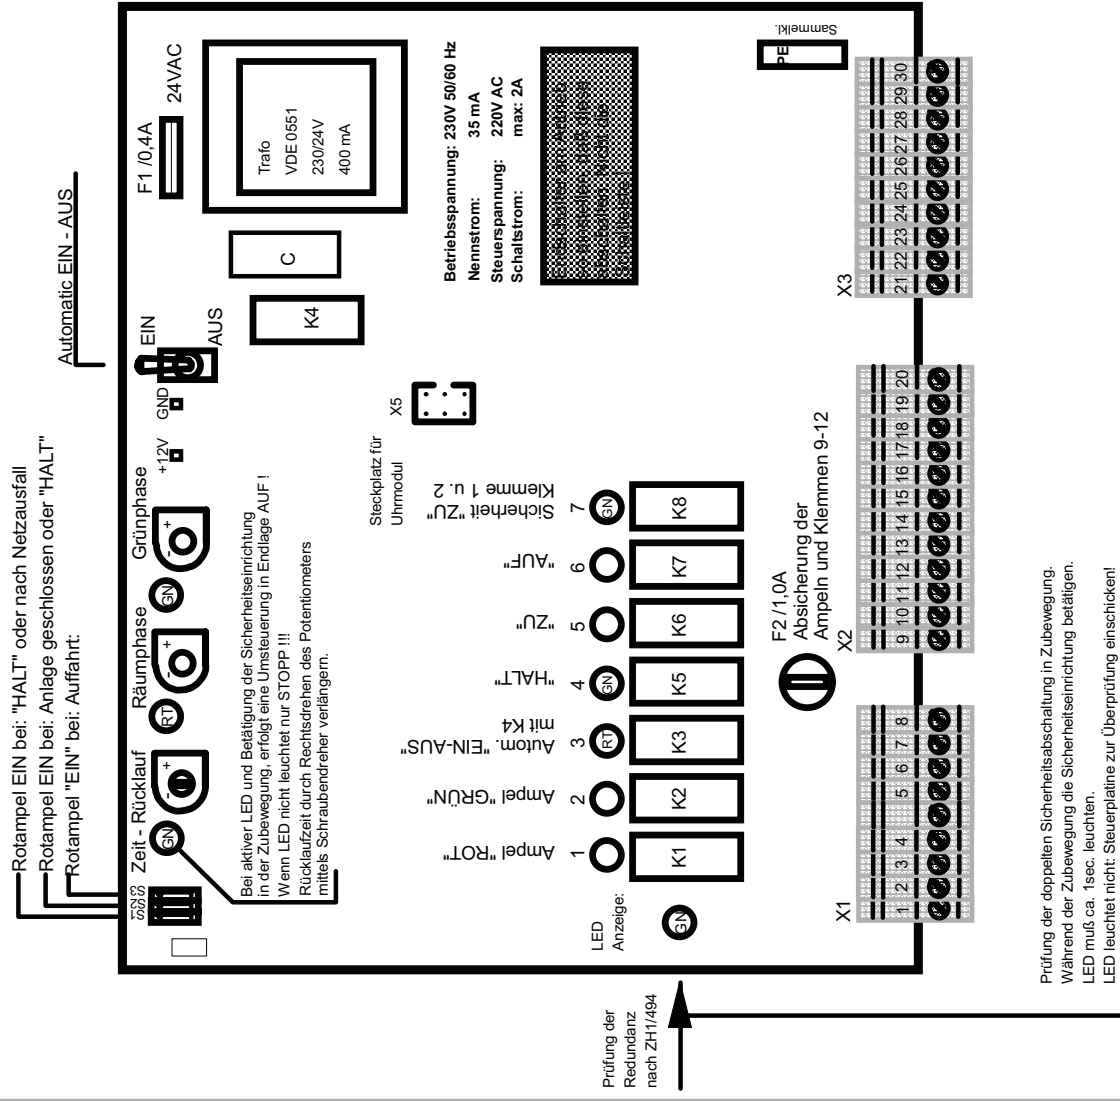 Rotampel EIN bei: "HALT" oder nach Netzausfall
Rotampel EIN bei: Anlage geschlossen oder "HALT"
Rotampel "EIN" bei: Auffahrt:
Automatic EIN - AUS
S1
S2
S3
Zeit - Rücklauf
Räumphase
Grünphase
- +
- +
- +
GN
RT
GN
+12V
GND
EIN
AUS
F1 /0,4A
24VAC
Bei aktiver LED und Betätigung der Sicherheitseinrichtung
in der Zubewegung, erfolgt eine Umsteuerung in Endlage AUF !
Wenn LED nicht leuchtet nur STOPP !!!
Rücklaufzeit durch Rechtsdrehen des Potentiometers
mittels Schraubendreher verlängern.
K4
C
Trafo
VDE 0551
230/24V
400 mA
Steckplatz für
Uhrmodul
X5
Betriebsspannung: 230V 50/60 Hz
Nennstrom: 35 mA
Steuerspannung: 220V AC
Schaltstrom: max: 2A
LED
Anzeige:
GN
Ampel "ROT"
Ampel "GRÜN"
Autom. "EIN-AUS"
mit K4
"HALT"
"ZU"
"AUF"
Sicherheit "ZU"
Klemme 1 u. 2
1 2 3 4 5 6 7
RT GN GN
K1 K2 K3 K5 K6 K7 K8
F2 /1,0A
Absicherung der
Ampeln und Klemmen 9-12
PE
Sammelkl.
X1
1 2 3 4 5 6 7 8
X2
9 10 11 12 13 14 15 16 17 18 19 20
X3
21 22 23 24 25 26 27 28 29 30
Prüfung der
Redundanz
nach ZH1/494
Prüfung der doppelten Sicherheitsabschaltung in Zubewegung.
Während der Zubewegung die Sicherheitseinrichtung betätigen.
LED muß ca. 1sec. leuchten.
LED leuchtet nicht: Steuerplatine zur Überprüfung einschicken!